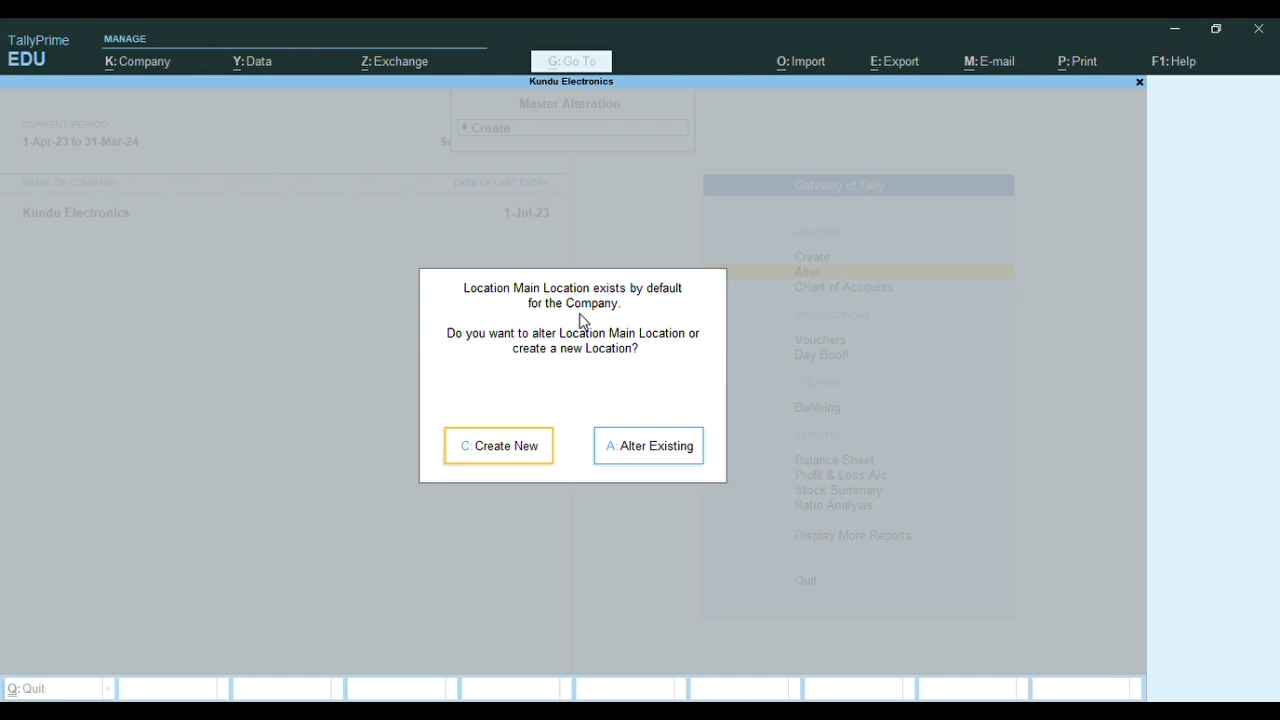 TallyPrime
EDU
MANAGE
K: Company
Y: Data
Z: Exchange
G: Go To
O: Import
E: Export
M: E-mail
P: Print
F1: Help
Kundu Electronics
Master Alteration
Create
CURRENT PERIOD
1-Apr-23 to 31-Mar-24
Sa
NAME OF COMPANY
DATE OF LAST ENTRY
Kundu Electronics
1-Jul-23
Gateway of Tally
MASTERS
Create
Alter
CHart of Accounts
TRANSACTIONS
Vouchers
Day BooK
UTILITIES
BaNking
REPORTS
Balance Sheet
Profit & Loss A/c
Stock Summary
Ratio Analysis
Display More Reports
Quit
Location Main Location exists by default
for the Company.
Do you want to alter Location Main Location or
create a new Location?
C: Create New
A: Alter Existing
Q: Quit